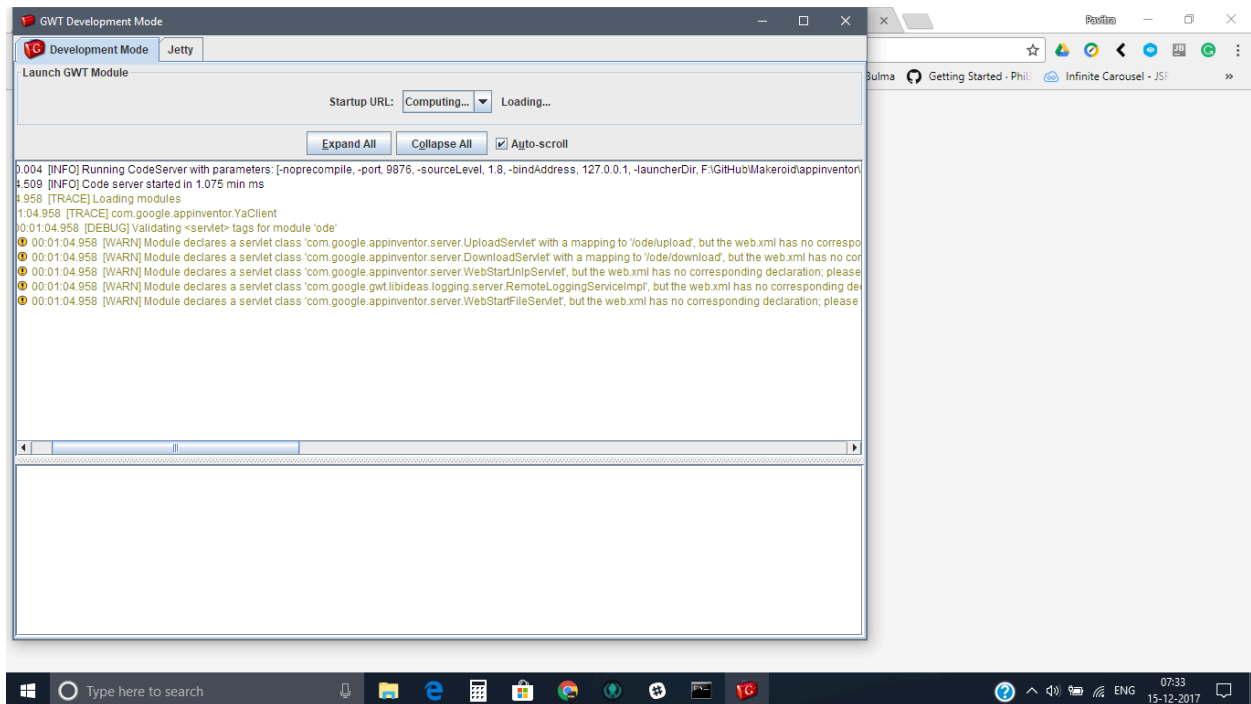 GWT Development Mode
Pavitra
Development Mode Jetty
Launch GWT Module
Bulma Getting Started - Phil Infinite Carousel - JSF »
Startup URL: Computing... Loading...
Expand All Collapse All Auto-scroll
0.004 [INFO] Running CodeServer with parameters: [-noprecompile, -port, 9876, -sourceLevel, 1.8, -bindAddress, 127.0.0.1, -launcherDir, F:\GitHub\Makeroid\appinventor\
4.509 [INFO] Code server started in 1.075 min ms
4.958 [TRACE] Loading modules
1:04.958 [TRACE] com.google.appinventor.YaClient
00:01:04.958 [DEBUG] Validating <servlet> tags for module 'ode'
00:01:04.958 [WARN] Module declares a servlet class 'com.google.appinventor.server.UploadServlet' with a mapping to '/ode/upload', but the web.xml has no correspo
00:01:04.958 [WARN] Module declares a servlet class 'com.google.appinventor.server.DownloadServlet' with a mapping to '/ode/download', but the web.xml has no cor
00:01:04.958 [WARN] Module declares a servlet class 'com.google.appinventor.server.WebStartJnlpServlet', but the web.xml has no corresponding declaration; please
00:01:04.958 [WARN] Module declares a servlet class 'com.google.gwt.libideas.logging.server.RemoteLoggingServiceImpl', but the web.xml has no corresponding de
00:01:04.958 [WARN] Module declares a servlet class 'com.google.appinventor.server.WebStartFileServlet', but the web.xml has no corresponding declaration; please
Type here to search
ENG
07:33
15-12-2017